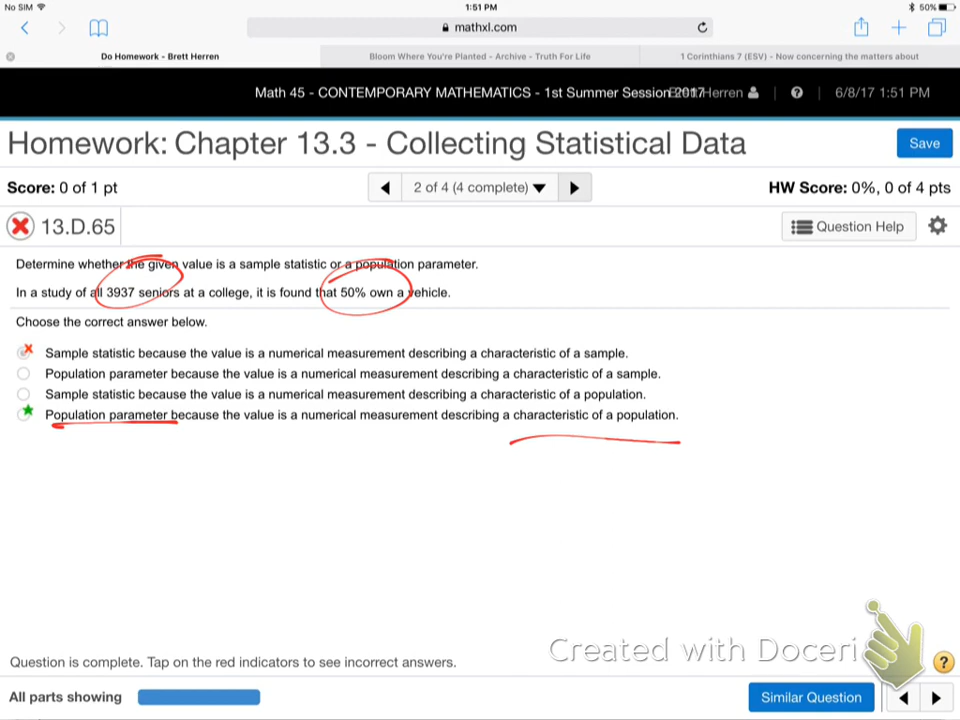 No SIM 1:51 PM 50%
mathxl.com
Do Homework - Brett Herren Bloom Where You're Planted - Archive - Truth For Life 1 Corinthians 7 (ESV) - Now concerning the matters about
Math 45 - CONTEMPORARY MATHEMATICS - 1st Summer Session 2017 Herren 6/8/17 1:51 PM
Homework: Chapter 13.3 - Collecting Statistical Data Save
Score: 0 of 1 pt 2 of 4 (4 complete) HW Score: 0%, 0 of 4 pts
13.D.65 Question Help
Determine whether the given value is a sample statistic or a population parameter.
In a study of all 3937 seniors at a college, it is found that 50% own a vehicle.
Choose the correct answer below.
Sample statistic because the value is a numerical measurement describing a characteristic of a sample.
Population parameter because the value is a numerical measurement describing a characteristic of a sample.
Sample statistic because the value is a numerical measurement describing a characteristic of a population.
Population parameter because the value is a numerical measurement describing a characteristic of a population.
Created with Doceri
Question is complete. Tap on the red indicators to see incorrect answers. ?
All parts showing Similar Question